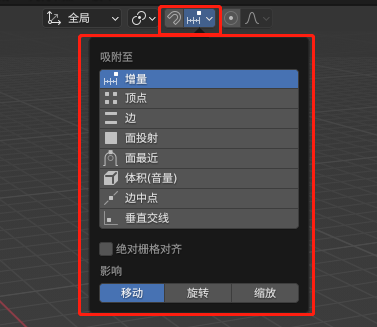 全局
吸附至
增量
顶点
边
面投射
面最近
体积(音量)
边中点
垂直交线
绝对栅格对齐
影响
移动 旋转 缩放